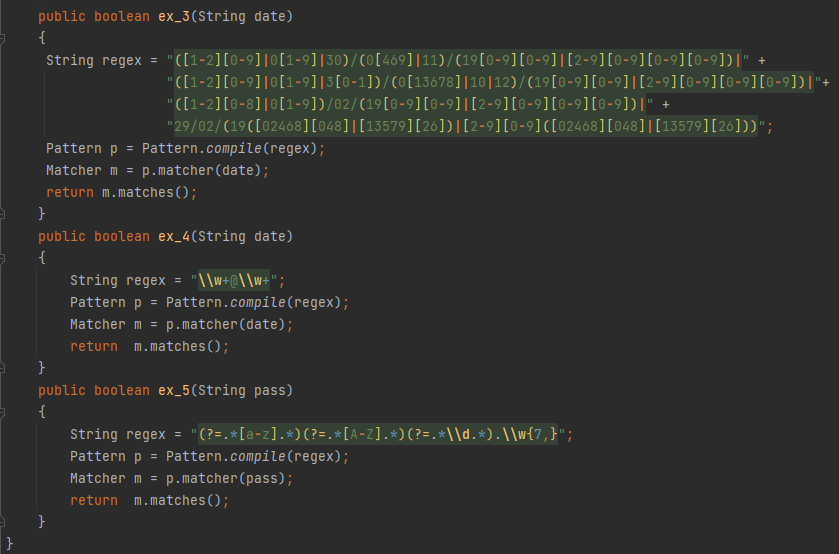 public boolean ex_3(String date)
{
String regex = "([1-2][0-9]|0[1-9]|30)/(0[469]|11)/(19[0-9][0-9]|[2-9][0-9][0-9][0-9])|" +
"([1-2][0-9]|0[1-9]|3[0-1])/(0[13678]|10|12)/(19[0-9][0-9]|[2-9][0-9][0-9][0-9])|"+
"([1-2][0-8]|0[1-9])/02/(19[0-9][0-9]|[2-9][0-9][0-9][0-9])|" +
"29/02/(19([02468][048]|[13579][26])|[2-9][0-9]([02468][048]|[13579][26]))";
Pattern p = Pattern.compile(regex);
Matcher m = p.matcher(date);
return m.matches();
}
public boolean ex_4(String date)
{
String regex = "\\w+@\\w+";
Pattern p = Pattern.compile(regex);
Matcher m = p.matcher(date);
return  m.matches();
}
public boolean ex_5(String pass)
{
String regex = "(?=.*[a-z].*)(?=.*[A-Z].*)(?=.*\\d.*).\\w{7,}";
Pattern p = Pattern.compile(regex);
Matcher m = p.matcher(pass);
return  m.matches();
}
}